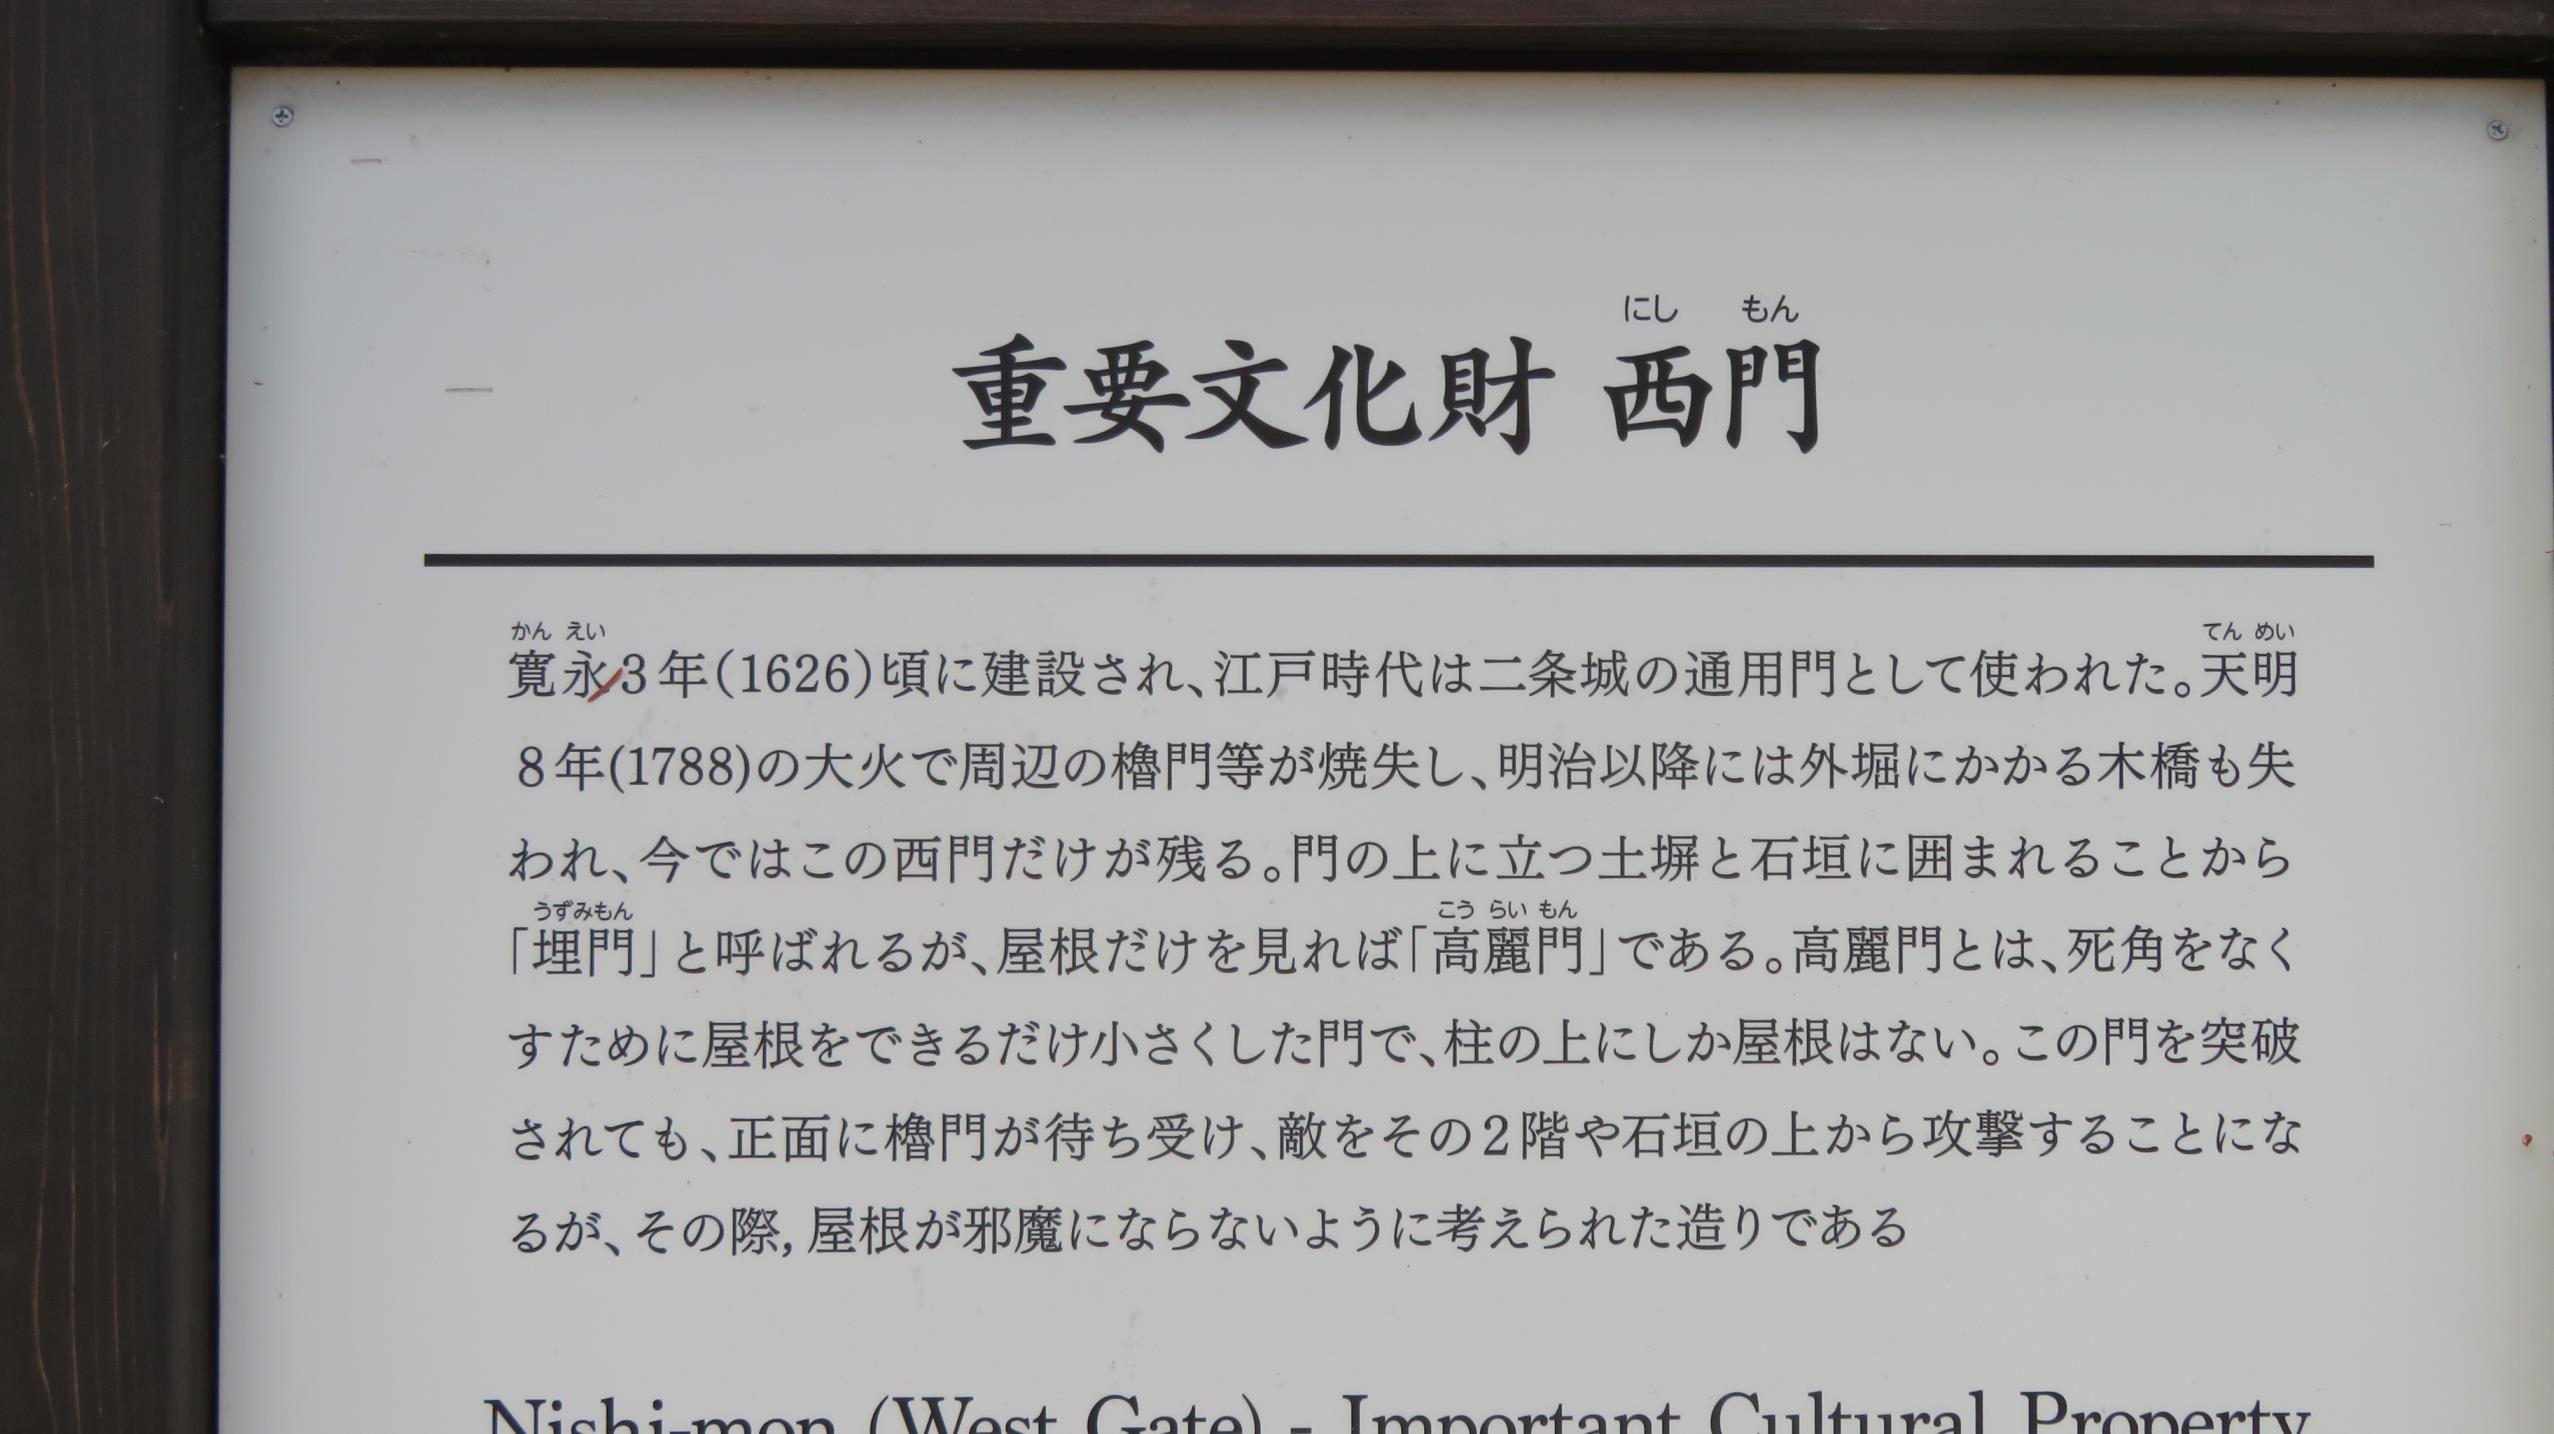 にし もん
重要文化財 西門
かん えい てん めい
寛永3年(1626)頃に建設され、江戸時代は二条城の通用門として使われた。天明
8年(1788)の大火で周辺の櫓門等が焼失し、明治以降には外堀にかかる木橋も失
われ、今ではこの西門だけが残る。門の上に立つ土塀と石垣に囲まれることから
うずみもん こう らい もん
「埋門」と呼ばれるが、屋根だけを見れば「高麗門」である。高麗門とは、死角をなく
すために屋根をできるだけ小さくした門で、柱の上にしか屋根はない。この門を突破
されても、正面に櫓門が待ち受け、敵をその2階や石垣の上から攻撃することにな
るが、その際,屋根が邪魔にならないように考えられた造りである
Nishi-mon (West Gate) - Important Cultural Property